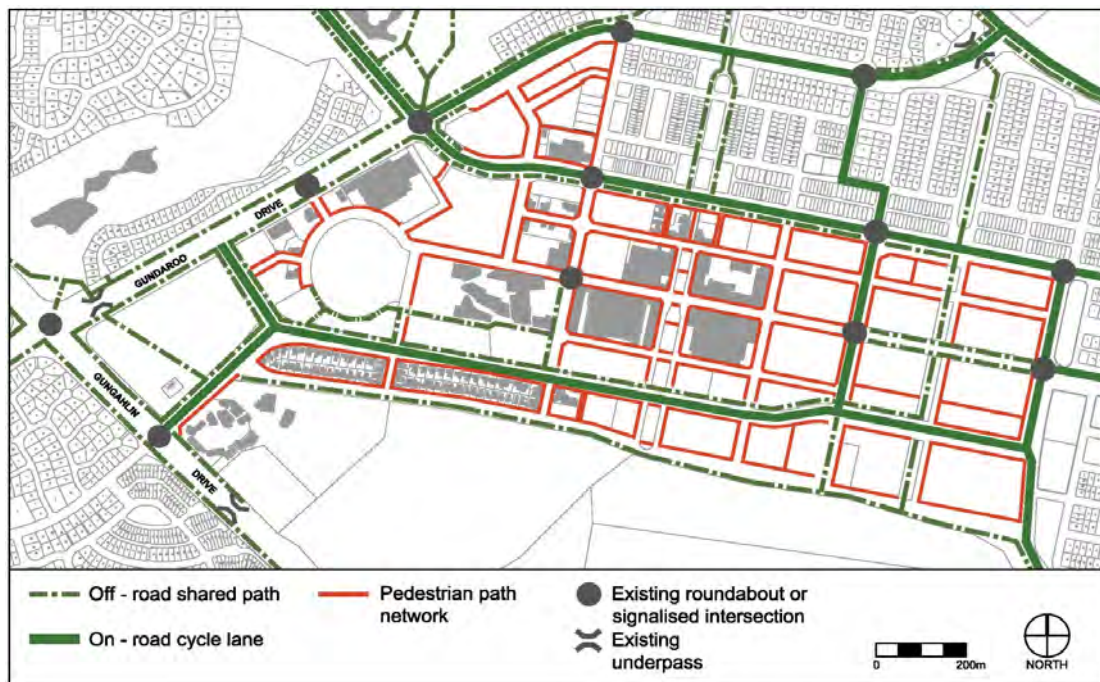 GUNDAROO
DRIVE
GUNGAHLIN
DRIVE
Off - road shared path
On - road cycle lane
Pedestrian path
network
Existing roundabout or
signalised intersection
Existing
underpass
0 200m
NORTH